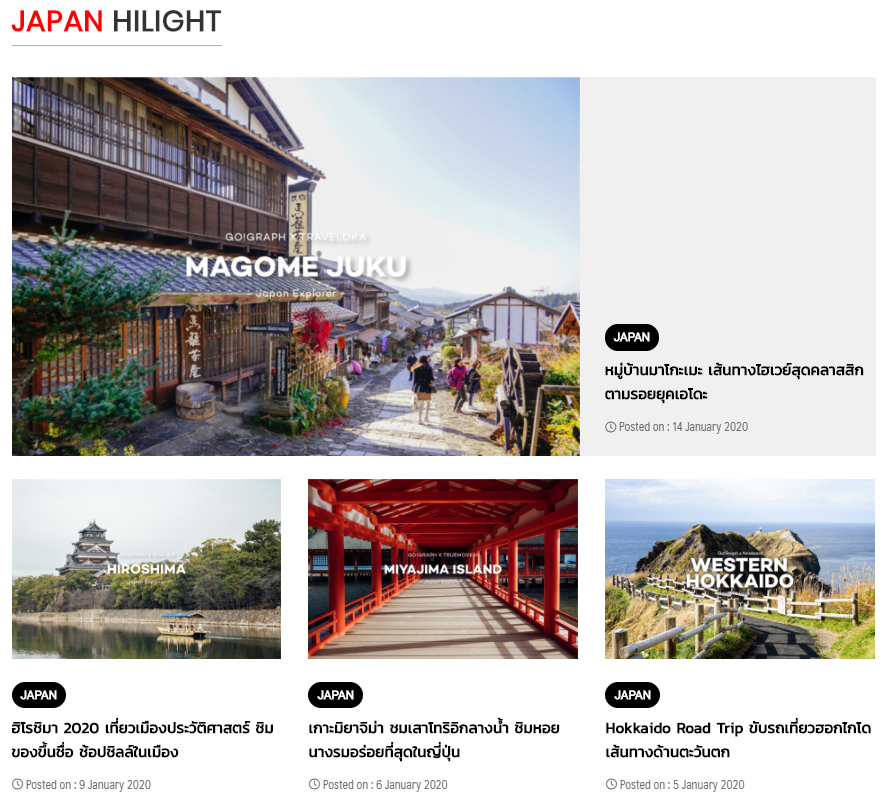 JAPAN HILIGHT
GO!GRAPH X TRAVELOKA
MAGOME JUKU
Japan Explorer
JAPAN
หมู่บ้านมาโกะเมะ เส้นทางไฮเวย์สุดคลาสสิก
ตามรอยยุคเอโดะ
Posted on : 14 January 2020
HIROSHIMA
GO!GRAPH X TRUEMOVE
MIYAJIMA ISLAND
WESTERN
HOKKAIDO
JAPAN
ฮิโรชิมา 2020 เที่ยวเมืองประวัติศาสตร์ ชิม
ของขึ้นชื่อ ช้อปชิลล์ในเมือง
Posted on : 9 January 2020
JAPAN
เกาะมิยาจิม่า ชมเสาโทริอิกลางน้ำ ชิมหอย
นางรมอร่อยที่สุดในญี่ปุ่น
Posted on : 6 January 2020
JAPAN
Hokkaido Road Trip ขับรถเที่ยวฮอกไกโด
เส้นทางด้านตะวันตก
Posted on : 5 January 2020